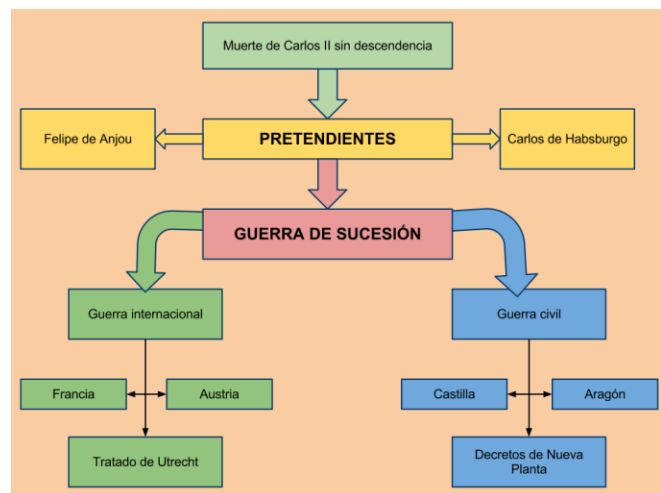 Muerte de Carlos II sin descendencia
Felipe de Anjou
PRETENDIENTES
Carlos de Habsburgo
GUERRA DE SUCESIÓN
Guerra internacional
Guerra civil
Francia
Austria
Castilla
Aragón
Tratado de Utrecht
Decretos de Nueva
Planta